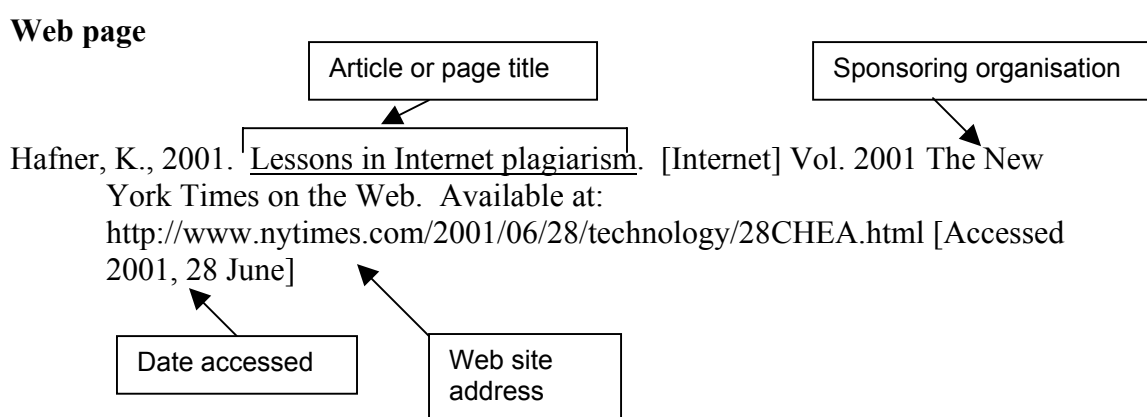 Web page
Article or page title
Sponsoring organisation
Hafner, K., 2001. Lessons in Internet plagiarism. [Internet] Vol. 2001 The New
York Times on the Web. Available at:
http://www.nytimes.com/2001/06/28/technology/28CHEA.html [Accessed
2001, 28 June]
Date accessed
Web site
address